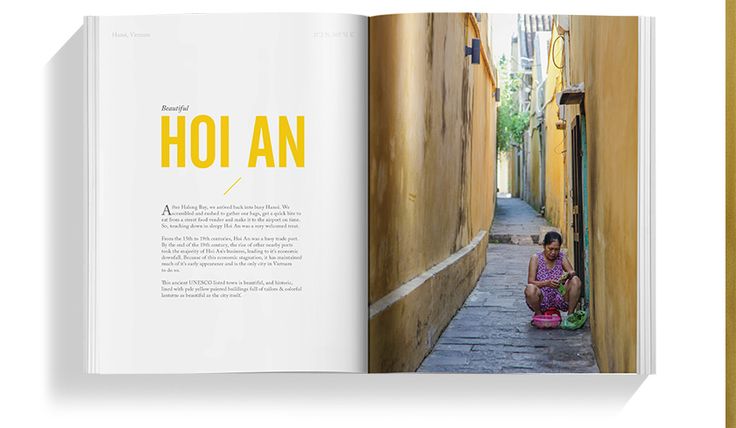 Hanoi, Vietnam
Beautiful
HOI AN
After Halong Bay, we arrived back into busy Hanoi. We
scrambled and rushed to gather our bags, get a quick bite to
eat from a street food vendor and make it to the airport on time.
So, touching down in sleepy Hoi An was a very welcomed treat.
From the 15th to 19th centuries, Hoi An was a busy trade port.
By the end of the 19th century, the rise of other nearby ports
took the majority of Hoi An's business, leading to it's economic
downfall. Because of this economic stagnation, it has maintained
much of it's early appearance and is the only city in Vietnam
to do so.
This ancient UNESCO listed town is beautiful, and historic,
lined with pale yellow painted buildings full of tailors & colorful
lanterns as beautiful as the city itself.